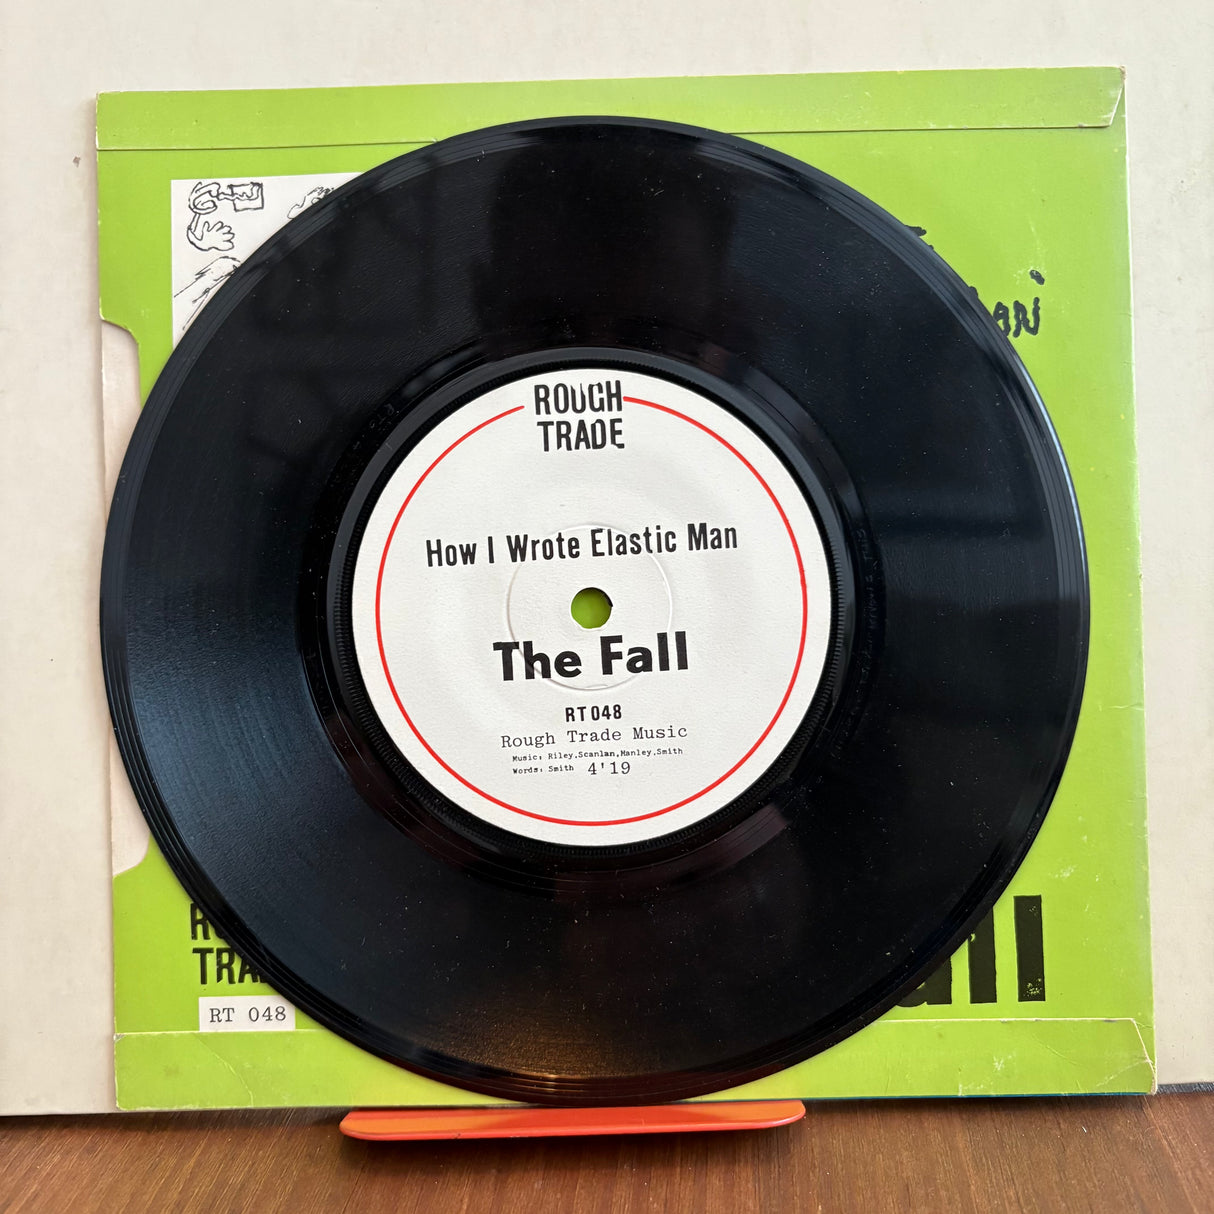 ROUGH
TRADE
How I Wrote Elastic Man
The Fall
RT 048
Rough Trade Music
Music: Riley,Scanlan,Hanley,Smith
Words: Smith 4'19
RT 048